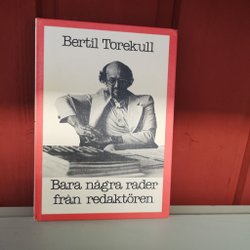 Bertil Torekull
Bara några rader
från redaktören